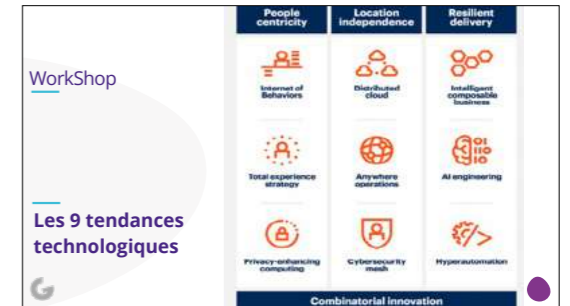 WorkShop
Les 9 tendances
technologiques
People
centricity
Location
independence
Resilient
delivery
Internet of
Behaviors
Distributed
cloud
Intelligent
composable
business
Total experience
strategy
Anywhere
operations
AI engineering
Privacy-enhancing
computing
Cybersecurity
mesh
Hyperautomation
Combinatorial innovation